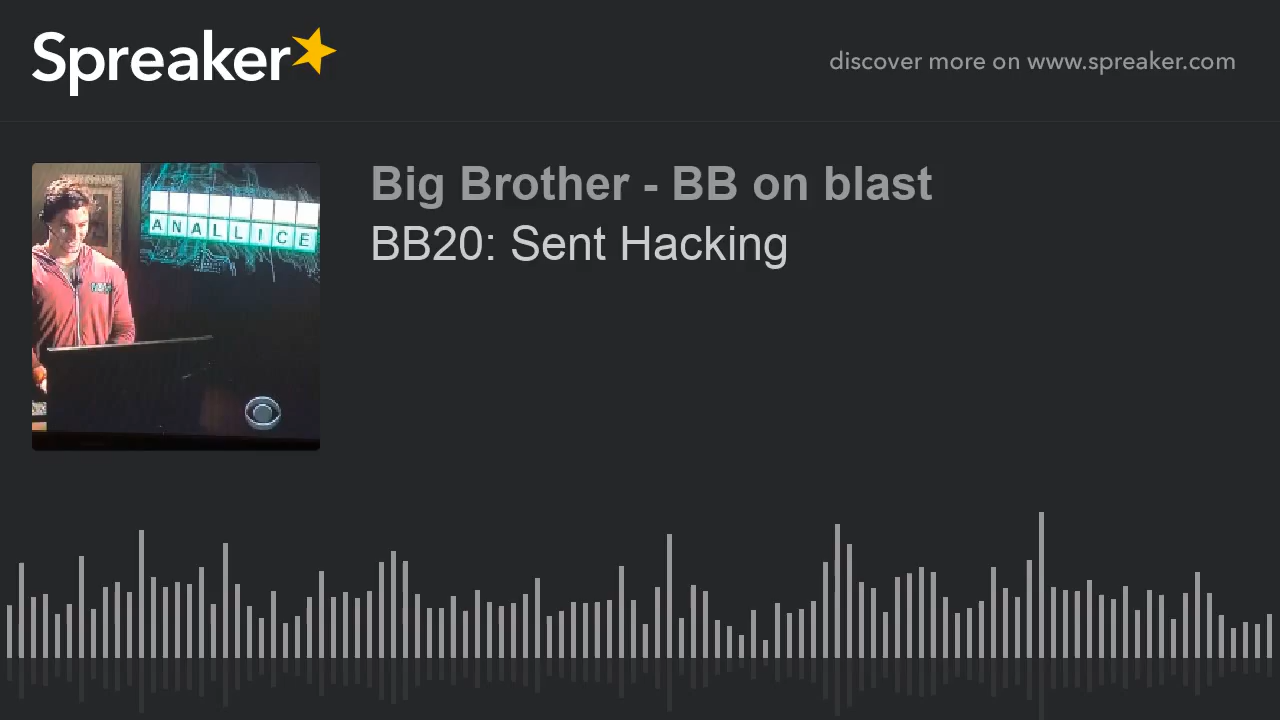 Spreaker
discover more on www.spreaker.com
Big Brother - BB on blast
BB20: Sent Hacking
ANALLICE